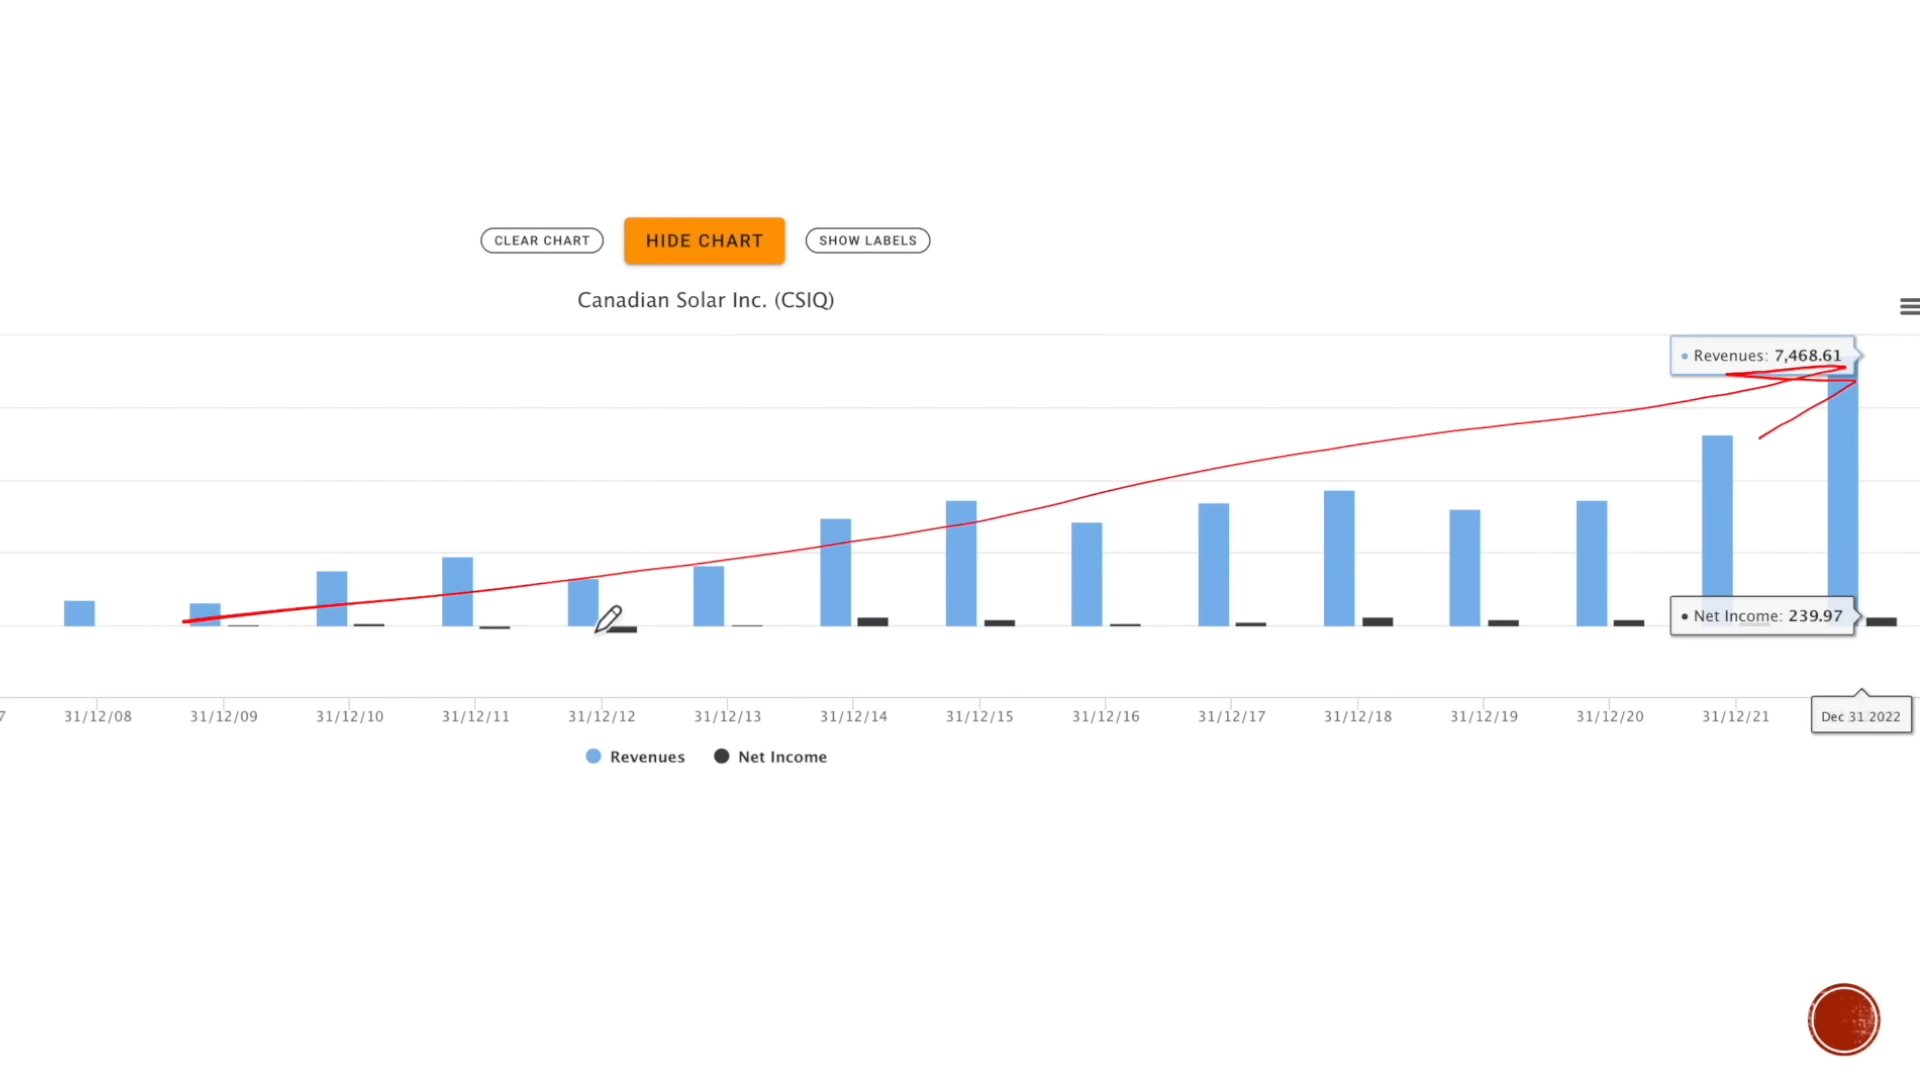 CLEAR CHART HIDE CHART SHOW LABELS
Canadian Solar Inc. (CSIQ)
Revenues: 7,468.61
Net Income: 239.97
7 31/12/08 31/12/09 31/12/10 31/12/11 31/12/12 31/12/13 31/12/14 31/12/15 31/12/16 31/12/17 31/12/18 31/12/19 31/12/20 31/12/21 Dec 31 2022
Revenues Net Income